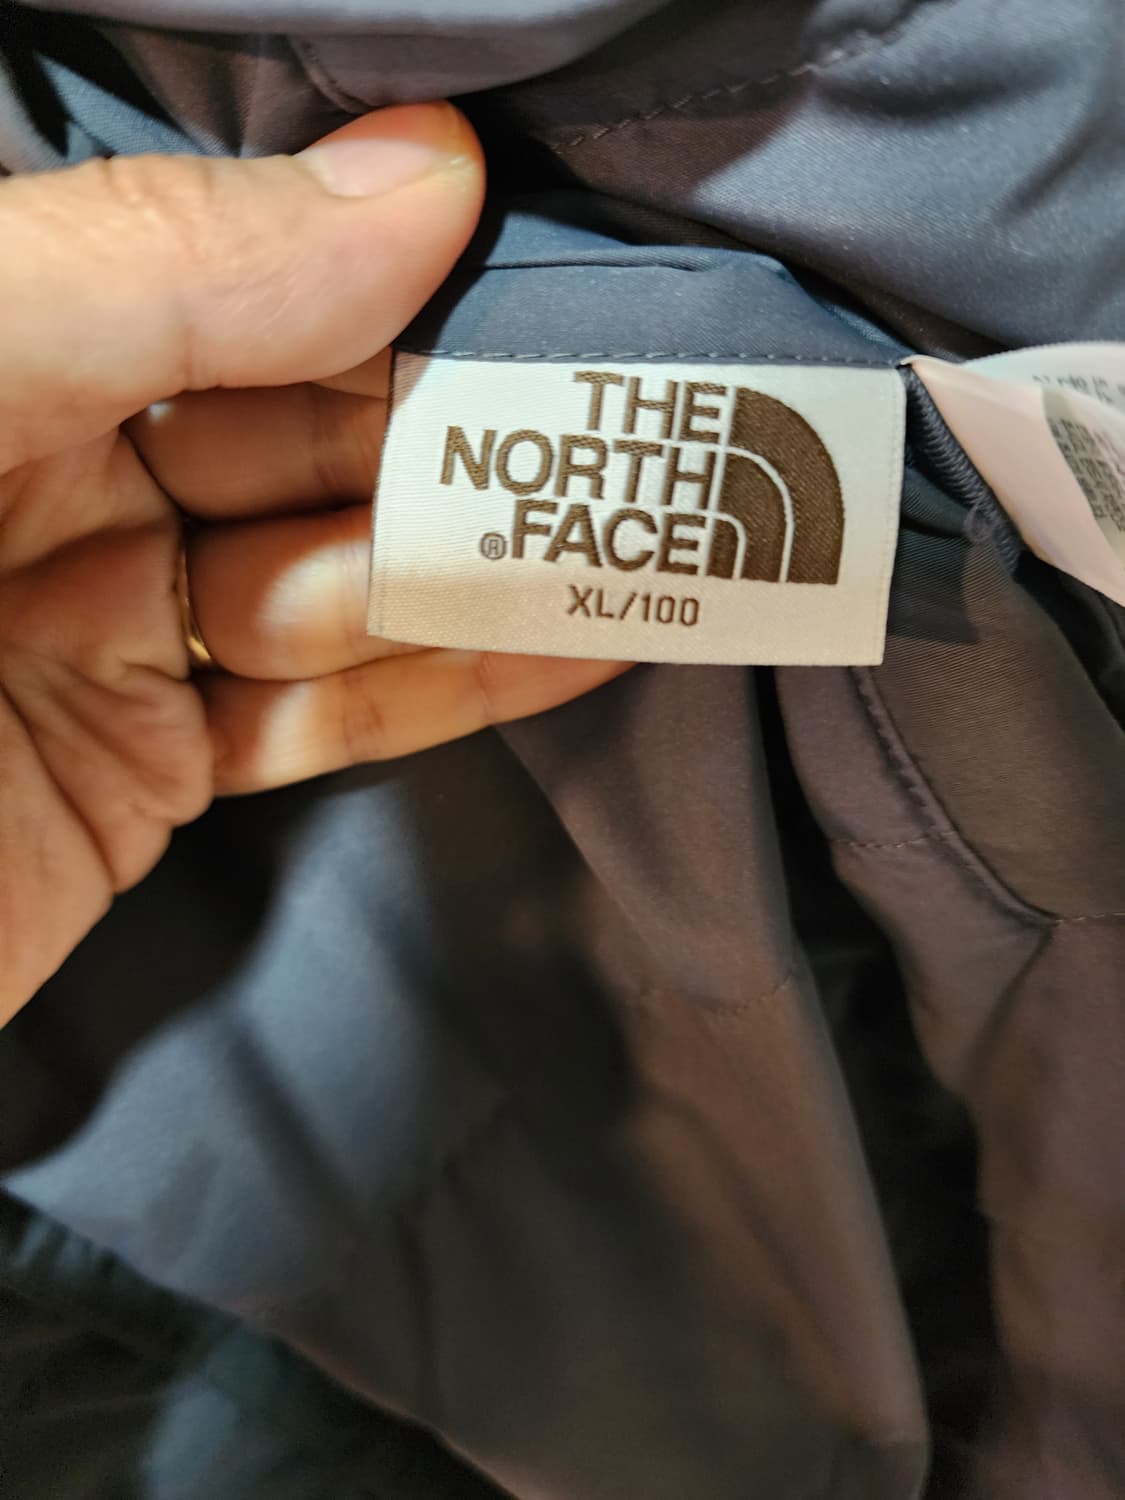 THE
NORTH
®FACE
XL/100